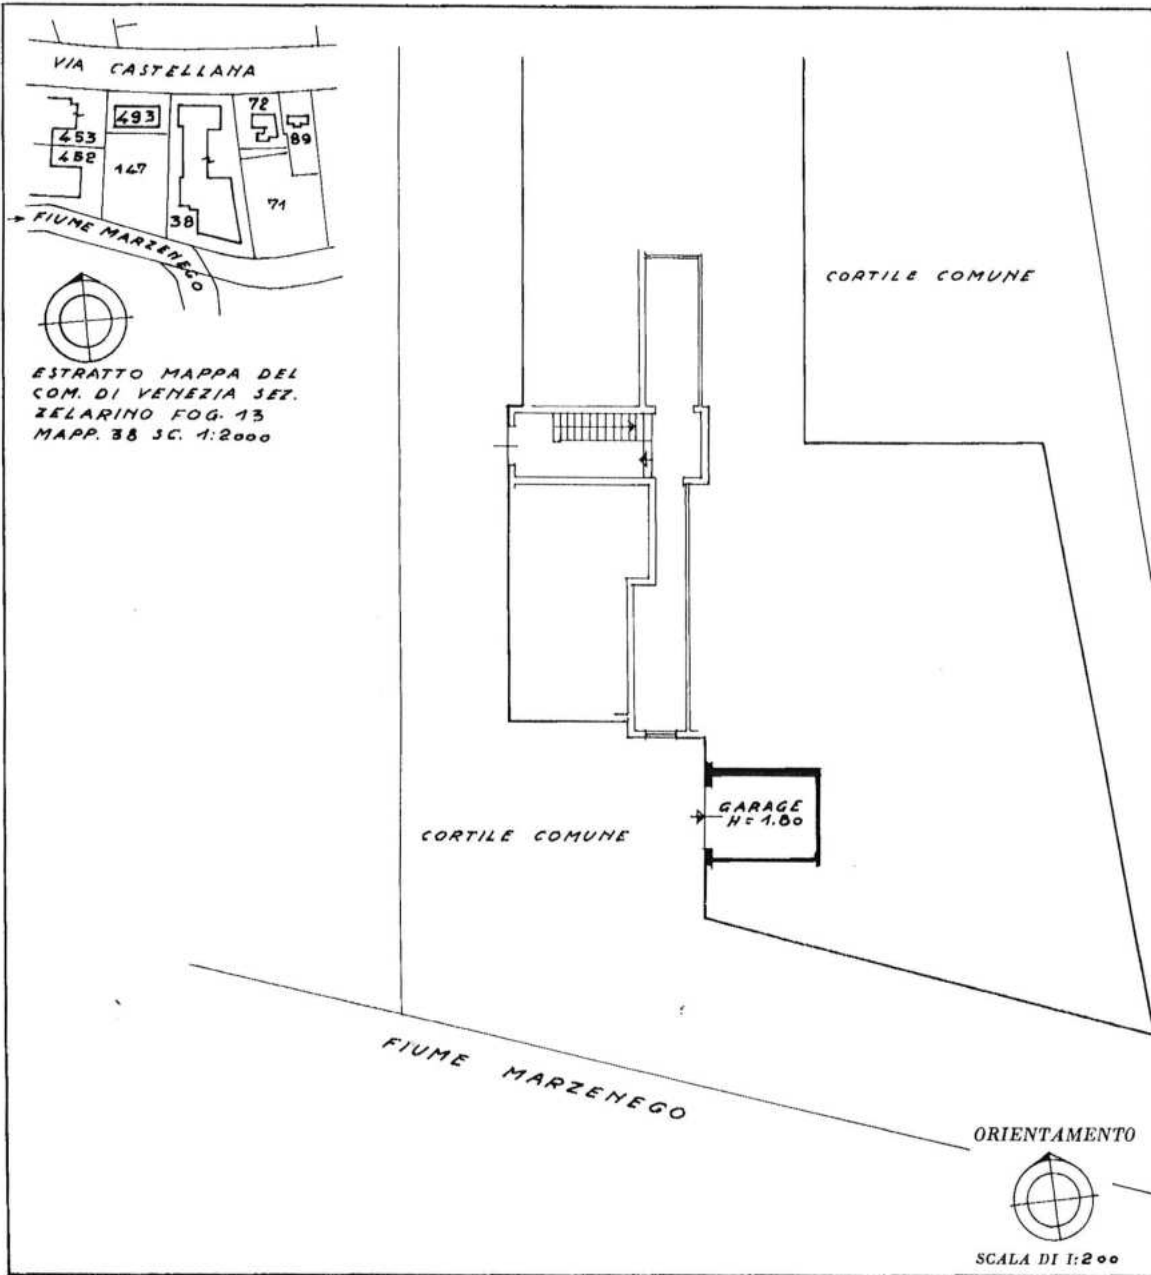 VIA CASTELLANA
493
72
89
453
452
147
38
71
FIUME MARZENEGO
ESTRATTO MAPPA DEL
COM. DI VENEZIA SEZ.
ZELARINO FOG. 13
MAPP. 38 SC. 1:2000
CORTILE COMUNE
GARAGE
H= 1.80
CORTILE COMUNE
FIUME MARZENEGO
ORIENTAMENTO
SCALA DI 1:200